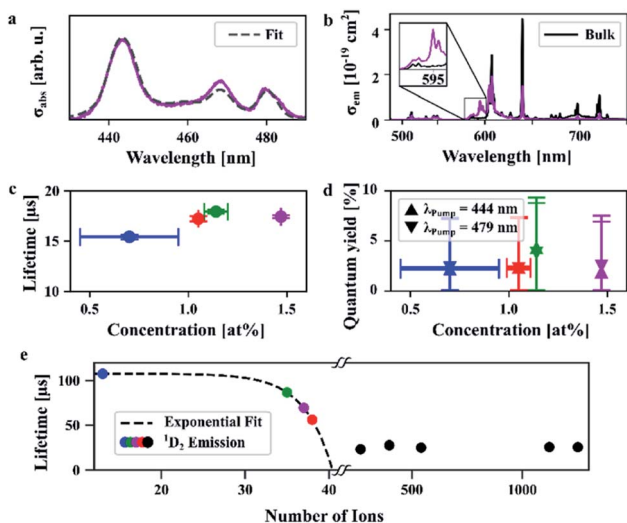 a
σabs [arb. u.]
Fit
440
460
480
Wavelength [nm]
b
σem [10⁻¹⁹ cm²]
4
2
0
595
Bulk
500
600
700
Wavelength [nm]
c
Lifetime [µs]
20
15
10
0.5
1.0
1.5
Concentration [at%]
d
Quantum yield [%]
10
5
0
λPump = 444 nm
λPump = 479 nm
0.5
1.0
1.5
Concentration [at%]
e
Lifetime [µs]
100
50
0
Exponential Fit
¹D₂ Emission
20
30
40
500
1000
Number of Ions